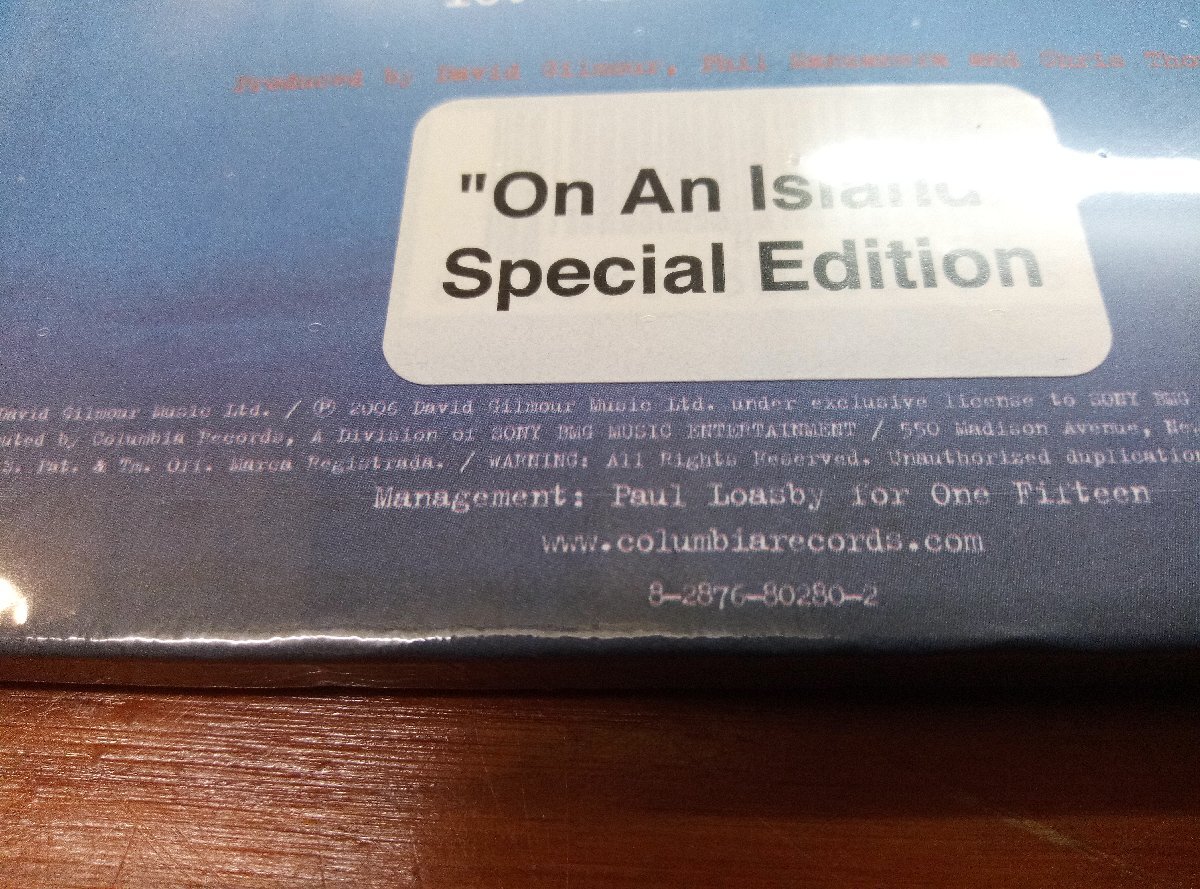 Produced by David Gilmour, Phil Manzanera and Chris
"On An Island
Special Edition
David Gilmour Music Ltd. / ℗ 2006 David Gilmour Music Ltd. under exclusive license to SONY BMG
by Columbia Records, A Division of SONY BMG MUSIC ENTERTAINMENT / 550 Madison Avenue,
Pat. & Tm. Off. Marca Registrada. / WARNING: All Rights Reserved. Unauthorized
Management: Paul Loasby for One Fifteen
www.columbiarecords.com
8-2876-80280-2